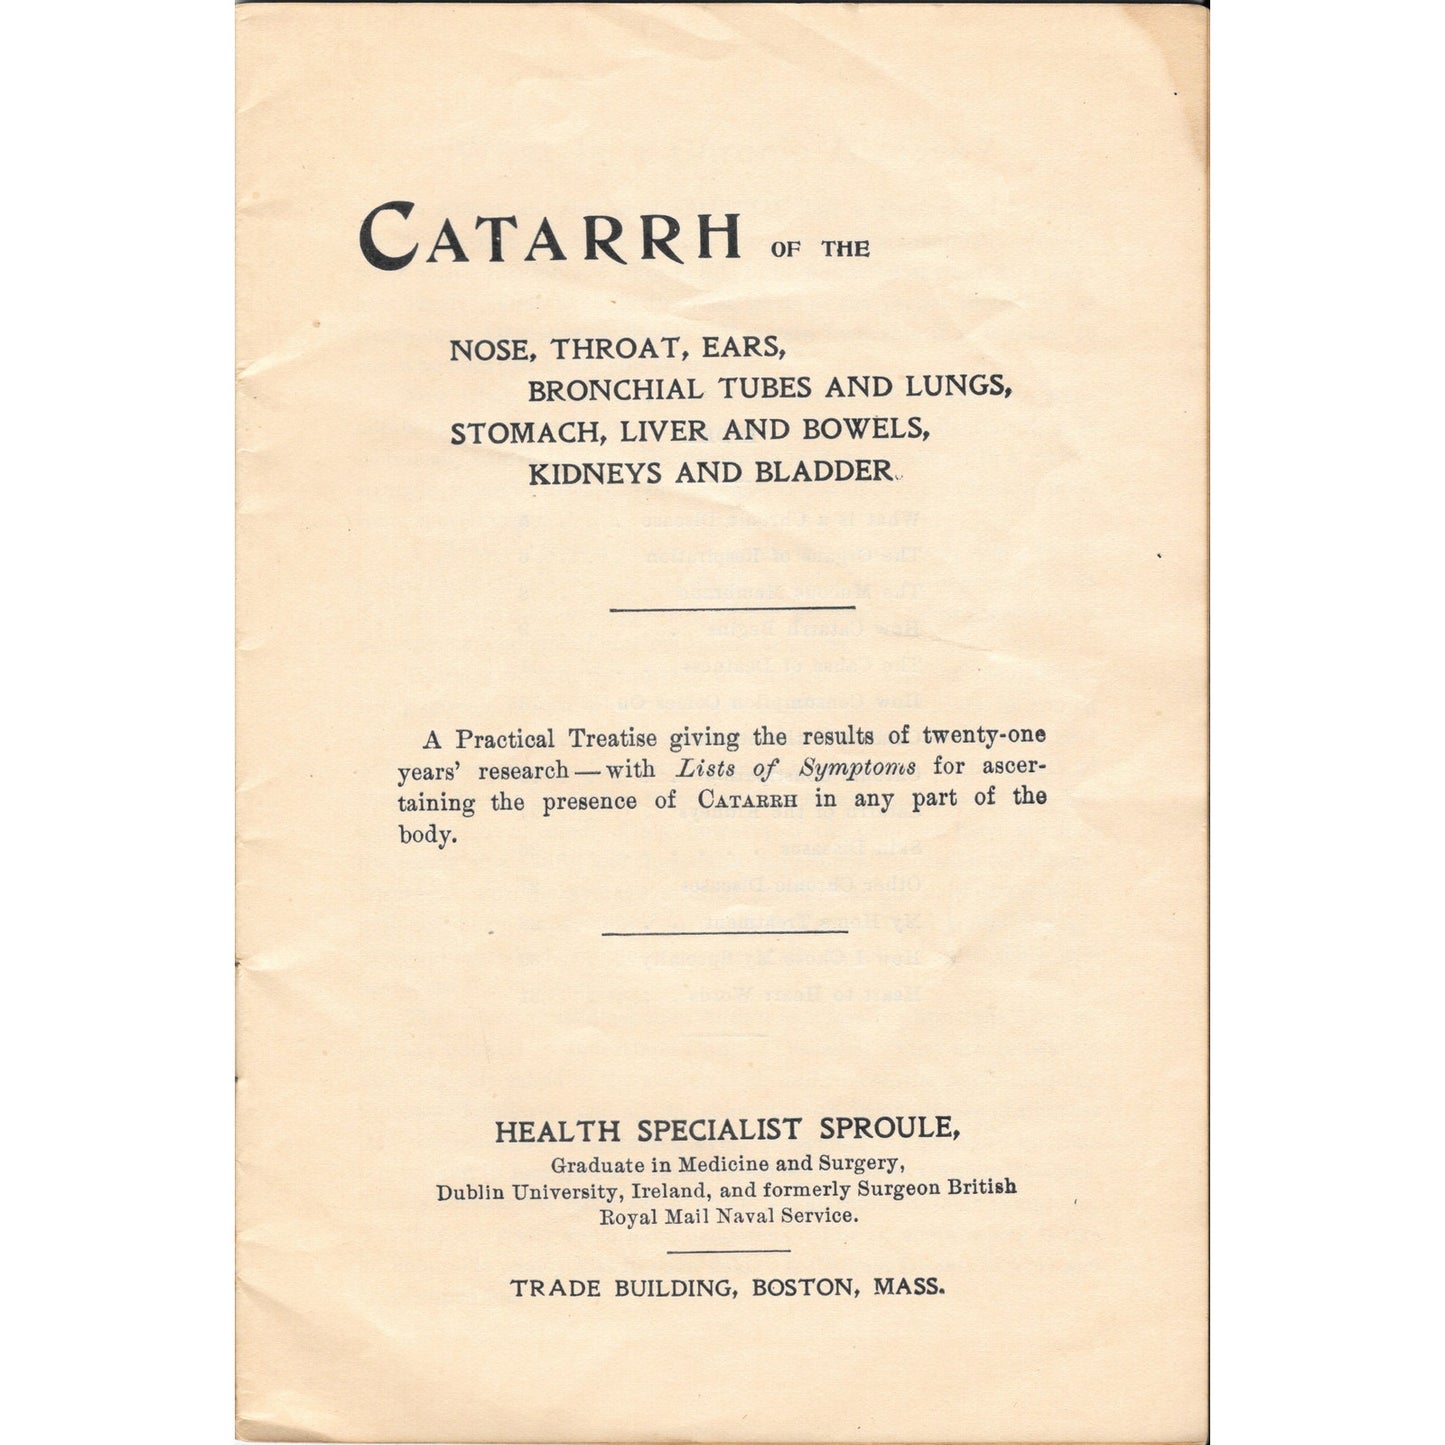 CATARRH OF THE
NOSE, THROAT, EARS,
BRONCHIAL TUBES AND LUNGS,
STOMACH, LIVER AND BOWELS,
KIDNEYS AND BLADDER.
A Practical Treatise giving the results of twenty-one
years' research—with Lists of Symptoms for ascer-
taining the presence of CATARRH in any part of the
body.
HEALTH SPECIALIST SPROULE,
Graduate in Medicine and Surgery,
Dublin University, Ireland, and formerly Surgeon British
Royal Mail Naval Service.
TRADE BUILDING, BOSTON, MASS.